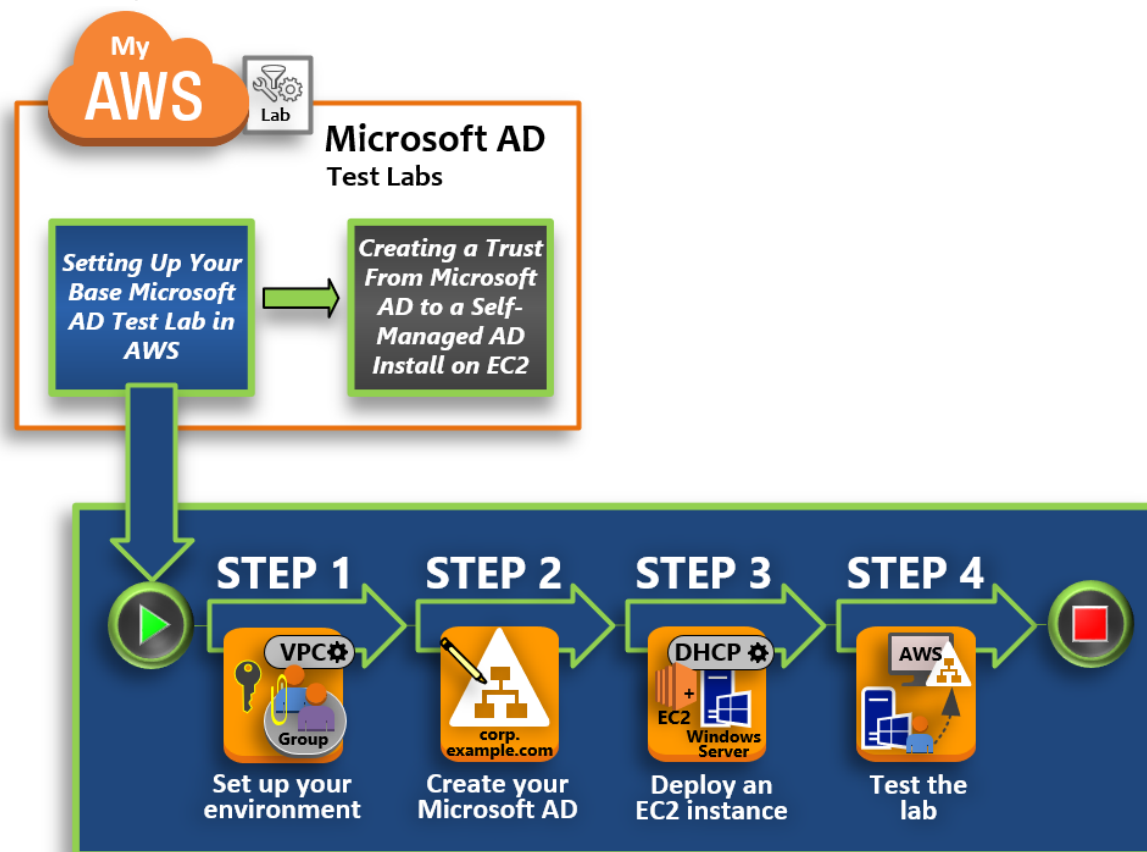 My
AWS
Lab
Microsoft AD
Test Labs
Setting Up Your
Base Microsoft
AD Test Lab in
AWS
Creating a Trust
From Microsoft
AD to a Self-
Managed AD
Install on EC2
STEP 1
STEP 2
STEP 3
STEP 4
VPC
Group
Set up your
environment
corp.
example.com
Create your
Microsoft AD
DHCP
+
EC2
Windows
Server
Deploy an
EC2 instance
AWS
Test the
lab